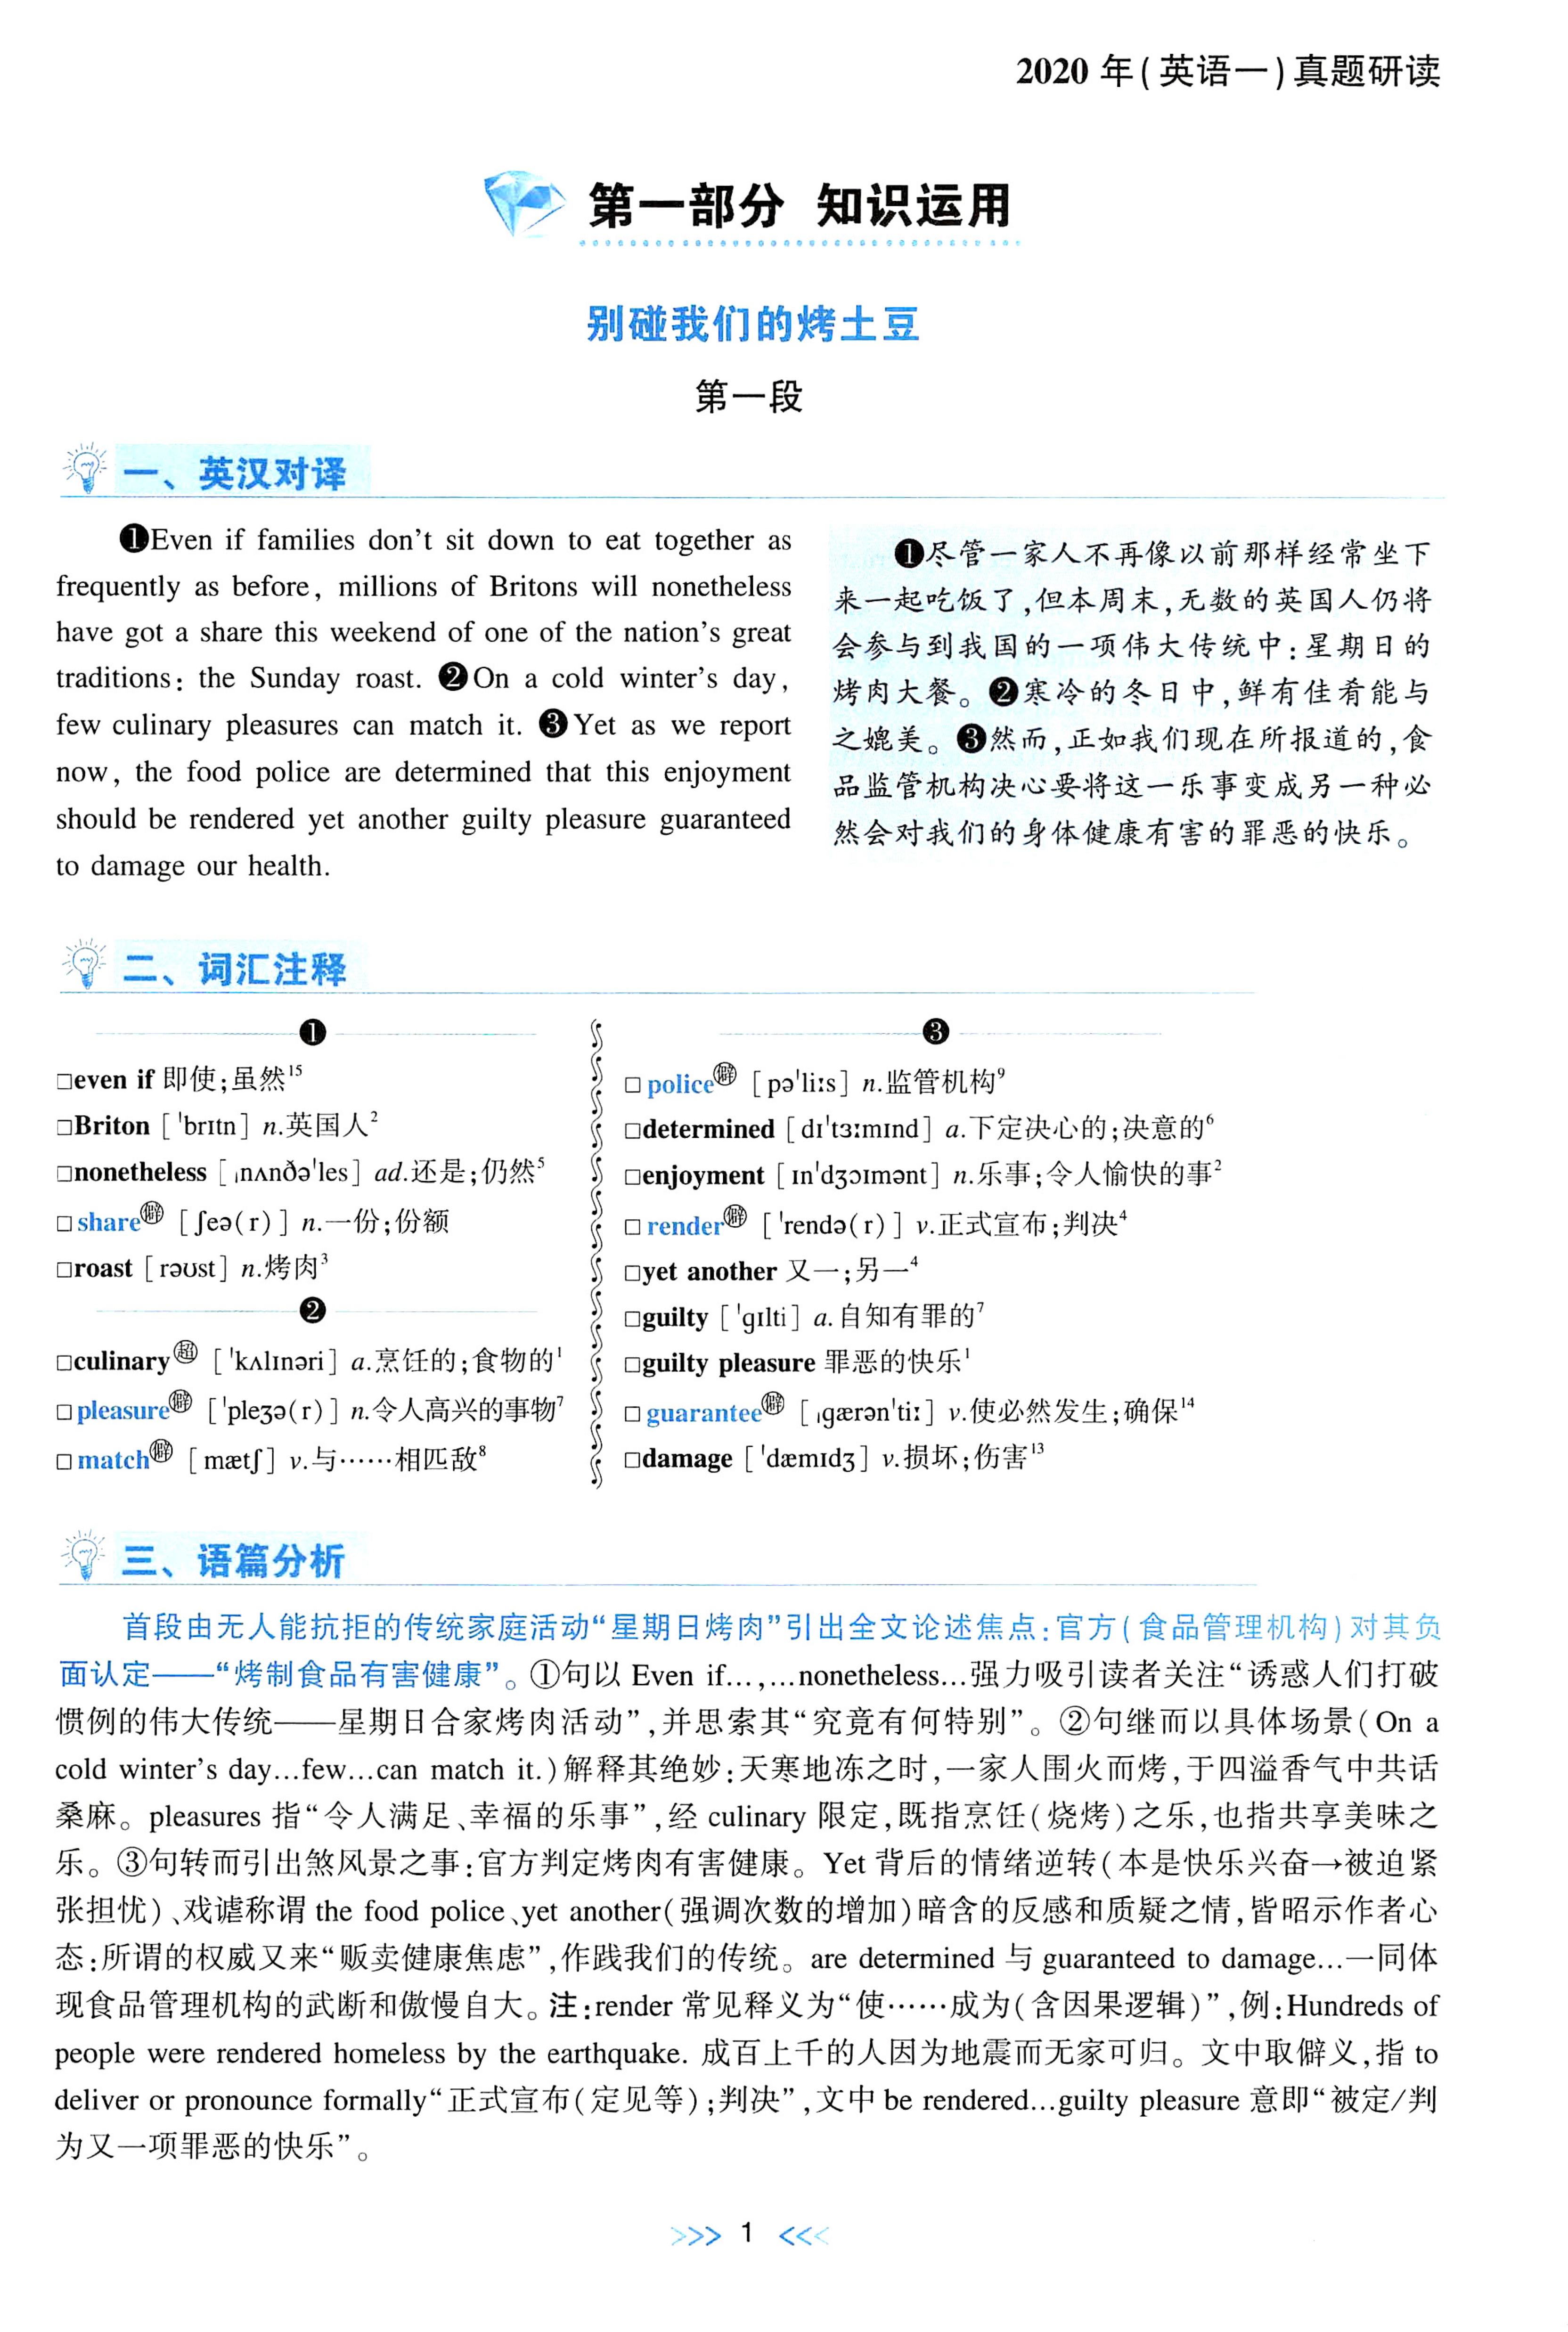 2020 年(英语一)真题研读
第一部分 知识运用
别碰我们的烤土豆
第一段
一、英汉对译
❶Even if families don't sit down to eat together as
frequently as before, millions of Britons will nonetheless
have got a share this weekend of one of the nation's great
traditions: the Sunday roast. ❷On a cold winter's day,
few culinary pleasures can match it. ❸Yet as we report
now, the food police are determined that this enjoyment
should be rendered yet another guilty pleasure guaranteed
to damage our health.
❶尽管一家人不再像以前那样经常坐下
来一起吃饭了,但本周末,无数的英国人仍将
会参与到我国的一项伟大传统中:星期日的
烤肉大餐。❷寒冷的冬日中,鲜有佳肴能与
之媲美。❸然而,正如我们现在所报道的,食
品监管机构决心要将这一乐事变成另一种必
然会对我们的身体健康有害的罪恶的快乐。
二、词汇注释
❶
□even if 即使;虽然15
□Briton [ˈbrɪtn] n.英国人2
□nonetheless [ˌnʌnðəˈles] ad.还是;仍然5
□share僻 [ʃeə(r)] n.一份;份额
□roast [rəʊst] n.烤肉3
❷
□culinary超 [ˈkʌlɪnəri] a.烹饪的;食物的1
□pleasure僻 [ˈpleʒə(r)] n.令人高兴的事物7
□match僻 [mætʃ] v.与……相匹敌8
❸
□police僻 [pəˈliːs] n.监管机构9
□determined [dɪˈtɜːmɪnd] a.下定决心的;决意的6
□enjoyment [ɪnˈdʒɔɪmənt] n.乐事;令人愉快的事2
□render僻 [ˈrendə(r)] v.正式宣布;判决4
□yet another 又一;另一4
□guilty [ˈɡɪlti] a.自知有罪的7
□guilty pleasure 罪恶的快乐1
□guarantee僻 [ˌɡærənˈtiː] v.使必然发生;确保14
□damage [ˈdæmɪdʒ] v.损坏;伤害13
三、语篇分析
首段由无人能抗拒的传统家庭活动“星期日烤肉”引出全文论述焦点:官方(食品管理机构)对其负
面认定——“烤制食品有害健康”。①句以 Even if...,...nonetheless...强力吸引读者关注“诱惑人们打破
惯例的伟大传统——星期日合家烤肉活动”,并思索其“究竟有何特别”。②句继而以具体场景(On a
cold winter's day...few...can match it.)解释其绝妙:天寒地冻之时,一家人围火而烤,于四溢香气中共话
桑麻。pleasures 指“令人满足、幸福的乐事”,经 culinary 限定,既指烹饪(烧烤)之乐,也指共享美味之
乐。③句转而引出煞风景之事:官方判定烤肉有害健康。Yet 背后的情绪逆转(本是快乐兴奋→被迫紧
张担忧)、戏谑称谓 the food police、yet another(强调次数的增加)暗含的反感和质疑之情,皆昭示作者心
态:所谓的权威又来“贩卖健康焦虑”,作践我们的传统。are determined 与 guaranteed to damage...一同体
现食品管理机构的武断和傲慢自大。注:render 常见释义为“使……成为(含因果逻辑)”,例:Hundreds of
people were rendered homeless by the earthquake. 成百上千的人因为地震而无家可归。文中取僻义,指 to
deliver or pronounce formally“正式宣布(定见等);判决”,文中 be rendered...guilty pleasure 意即“被定/判
为又一项罪恶的快乐”。
>>> 1 <<<